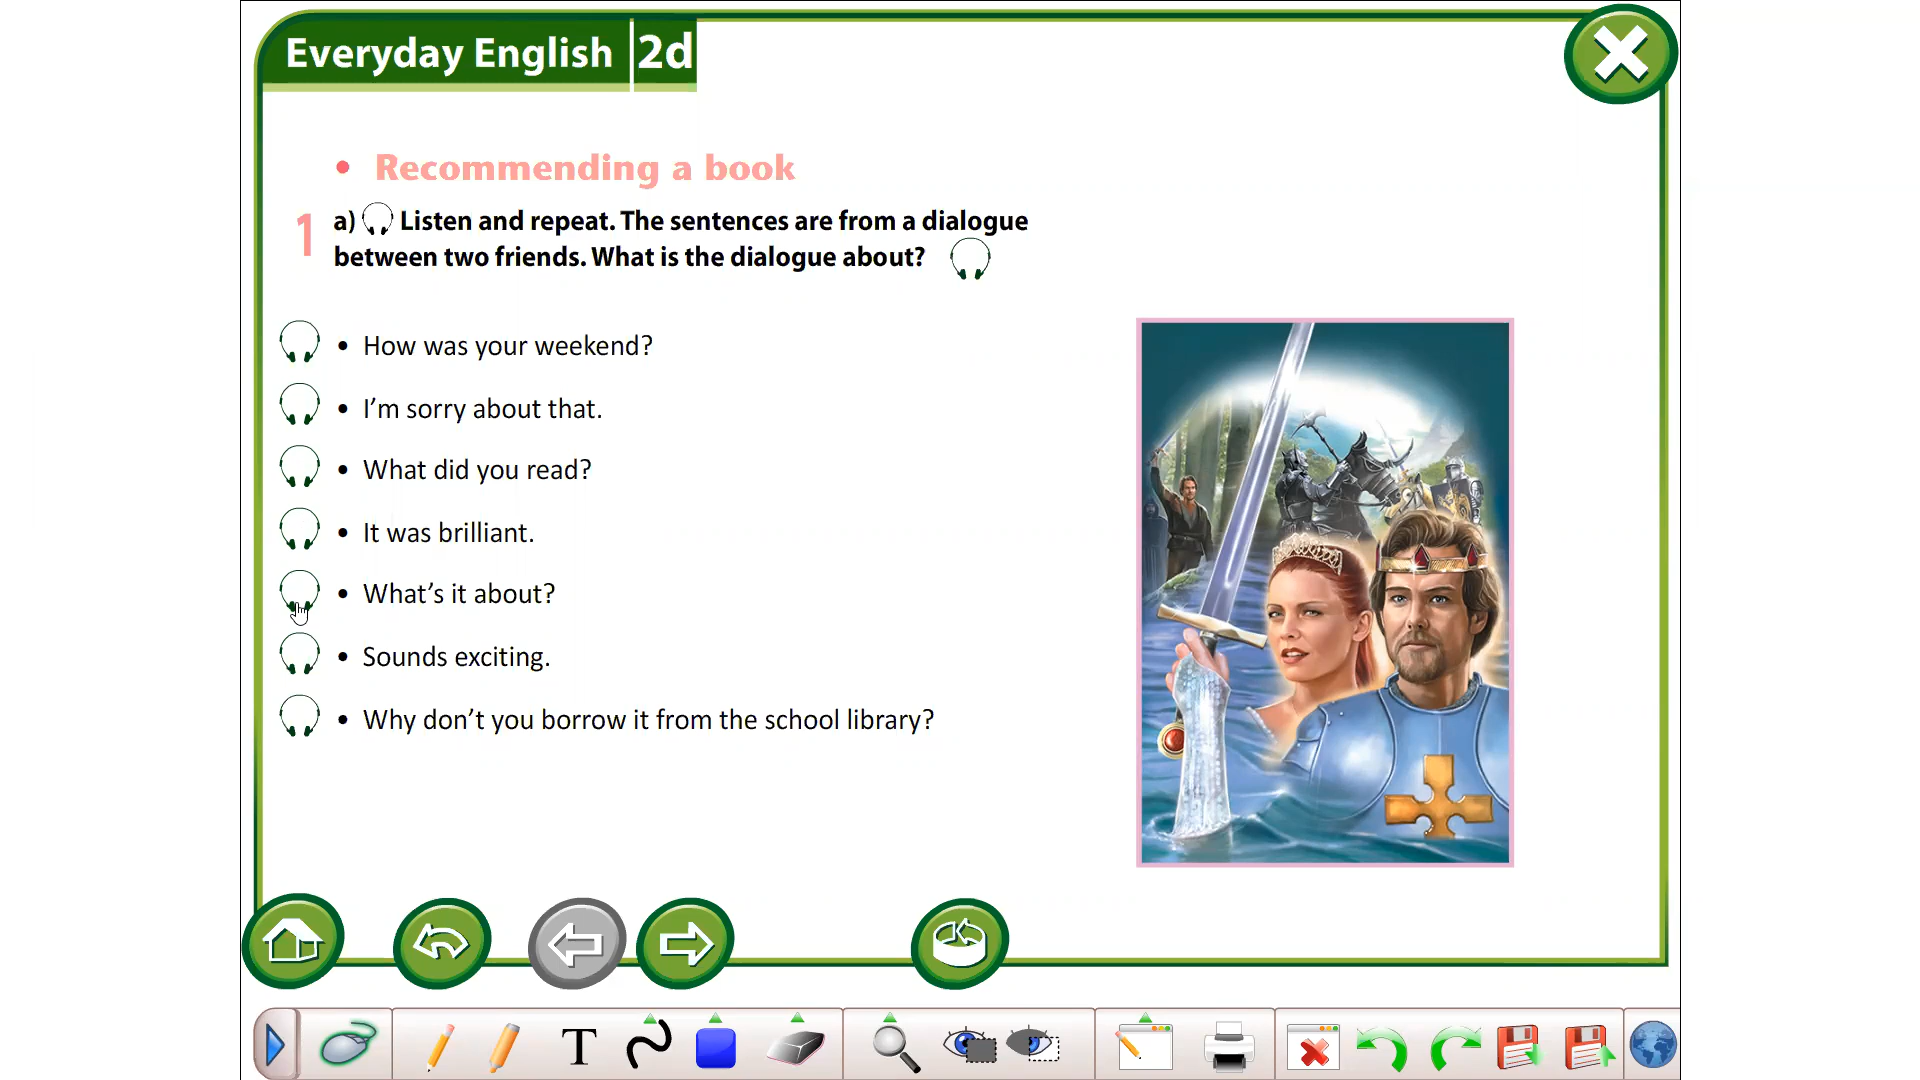 Everyday English 2d
• Recommending a book
1 a) Listen and repeat. The sentences are from a dialogue
between two friends. What is the dialogue about?
• How was your weekend?
• I’m sorry about that.
• What did you read?
• It was brilliant.
• What’s it about?
• Sounds exciting.
• Why don’t you borrow it from the school library?
T